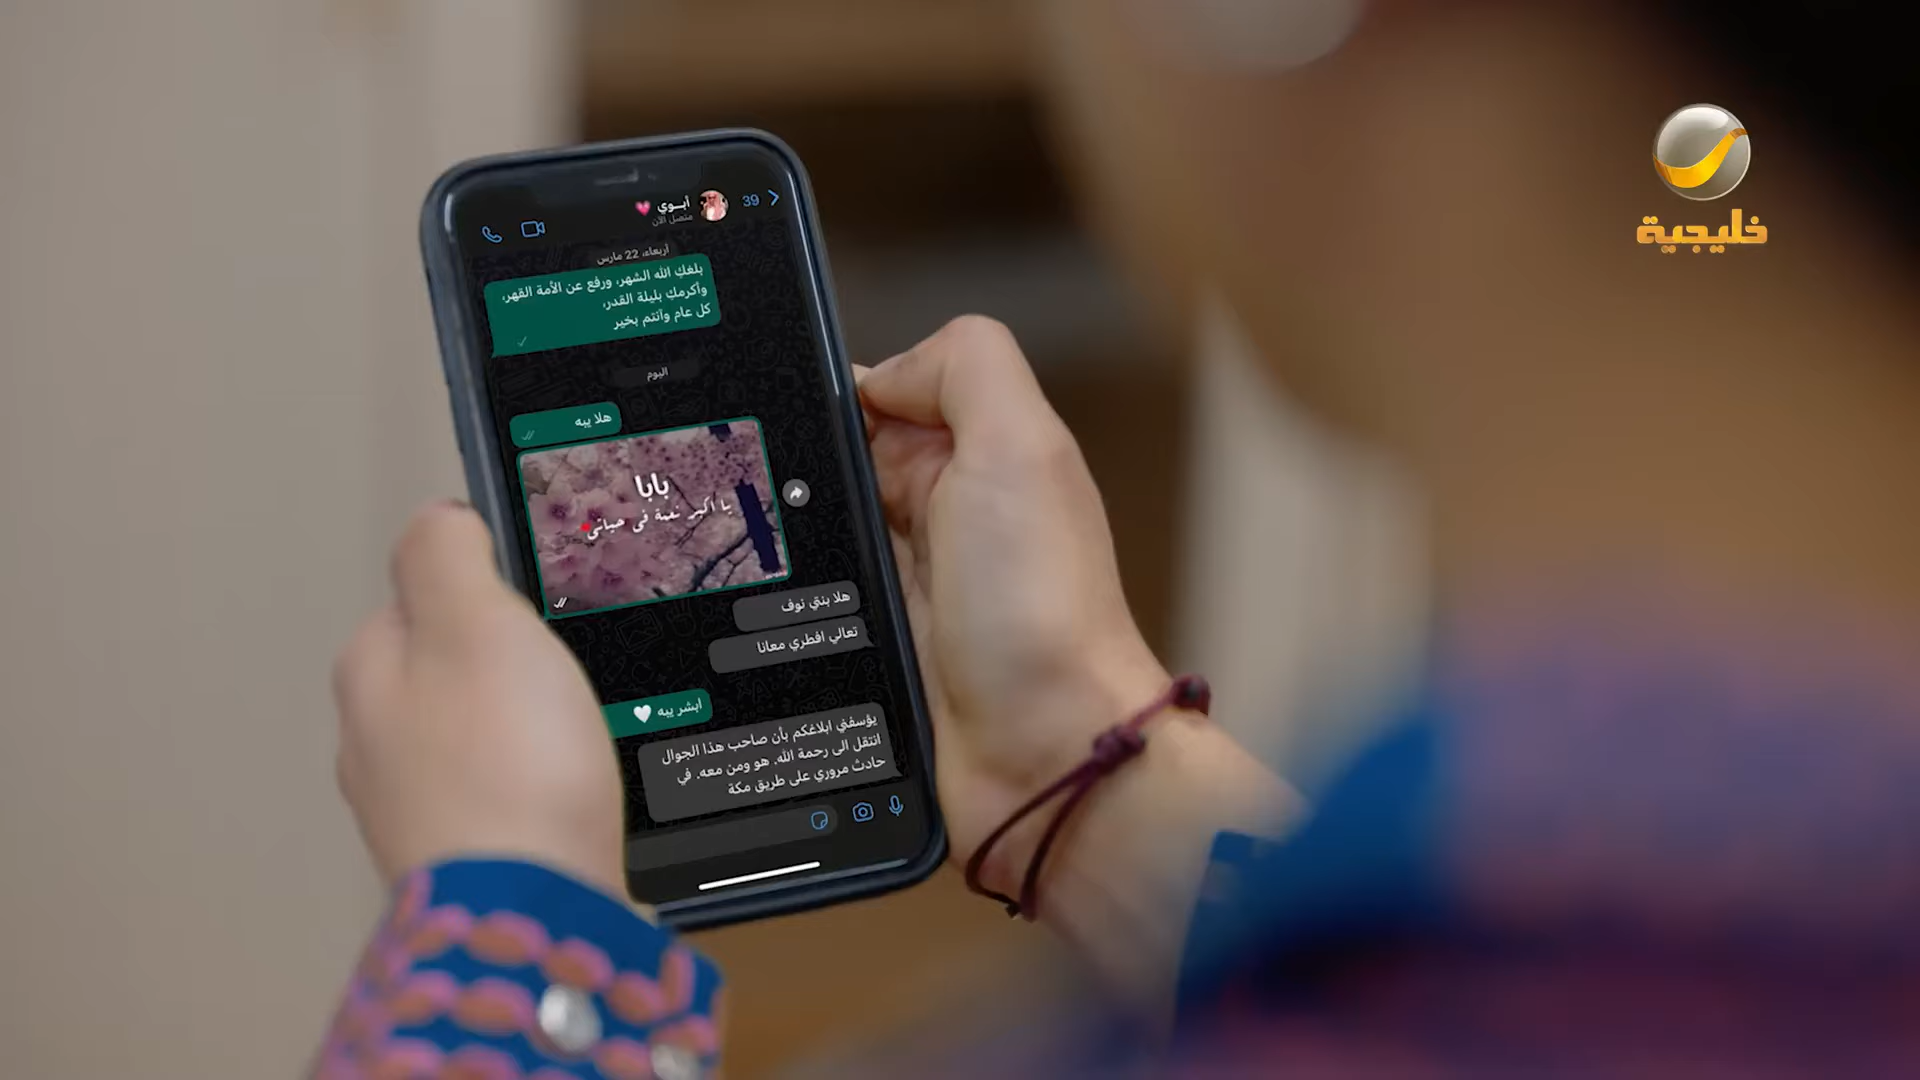 خليجية
39
أبـوي
متصل الآن
أربعاء، 22 مارس
بلغكِ الله الشهر، ورفع عن الأمة القهر،
وأكرمكِ بليلة القدر،
كل عام وأنتم بخير
اليوم
هلا يبه
بابا
يا أكبر نعمة في حياتي
هلا بنتي نوف
تعالي افطري معانا
أبشر يبه
يؤسفني ابلاغكم بأن صاحب هذا الجوال
انتقل الى رحمة الله. هو ومن معه. في
حادث مروري على طريق مكة